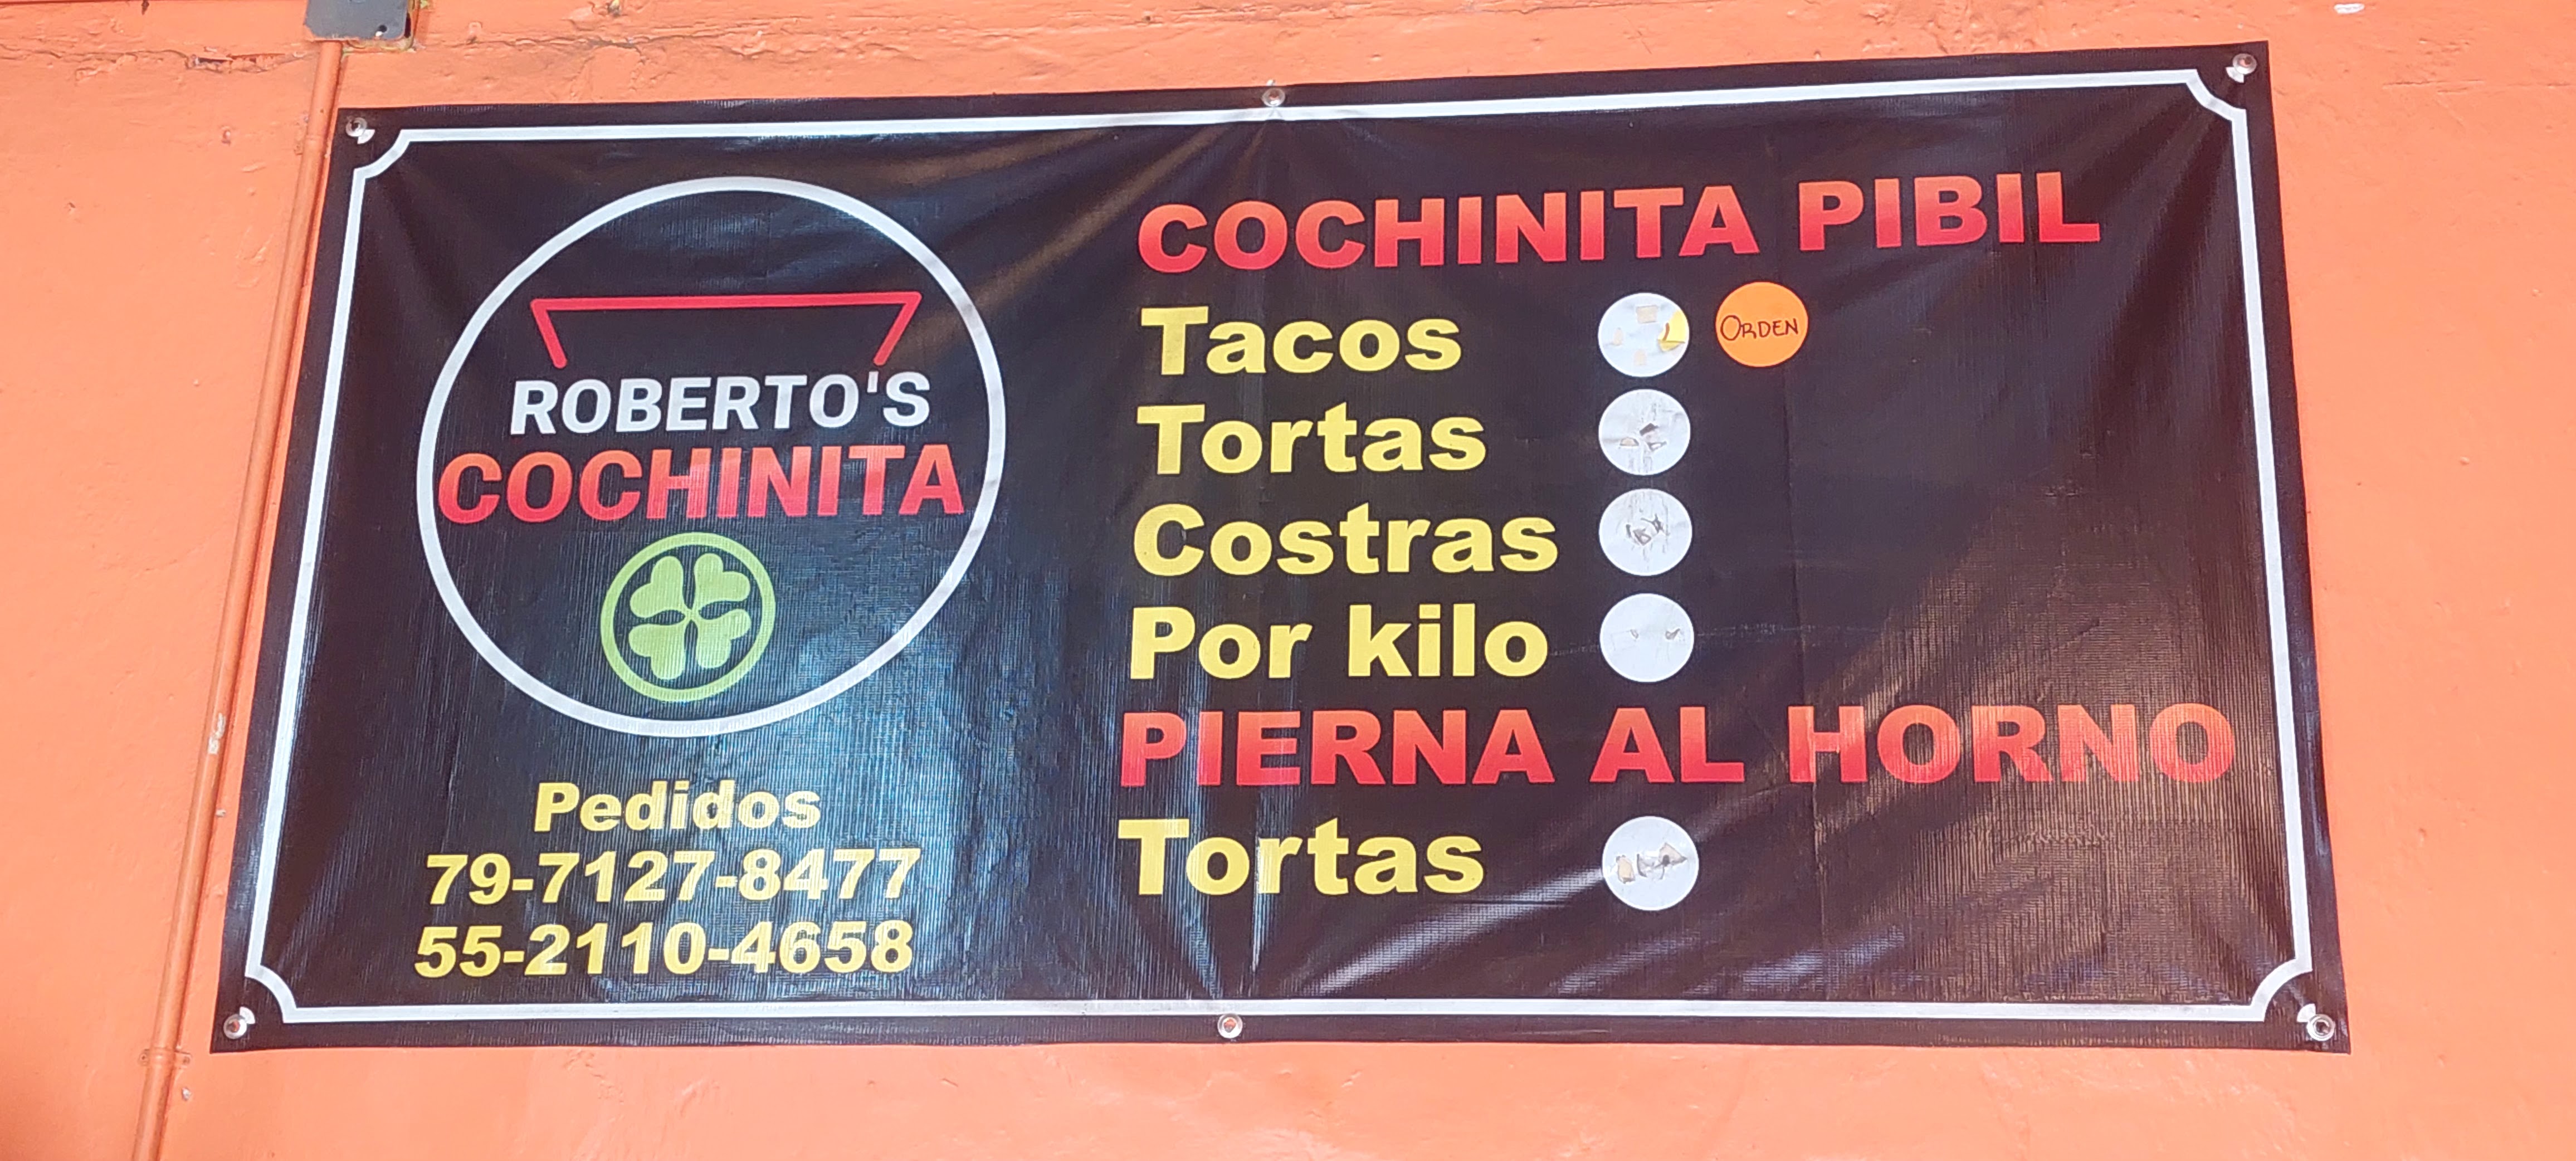 ROBERTO'S
COCHINITA
Pedidos
79-7127-8477
55-2110-4658
COCHINITA PIBIL
Tacos ORDEN
Tortas
Costras
Por kilo
PIERNA AL HORNO
Tortas